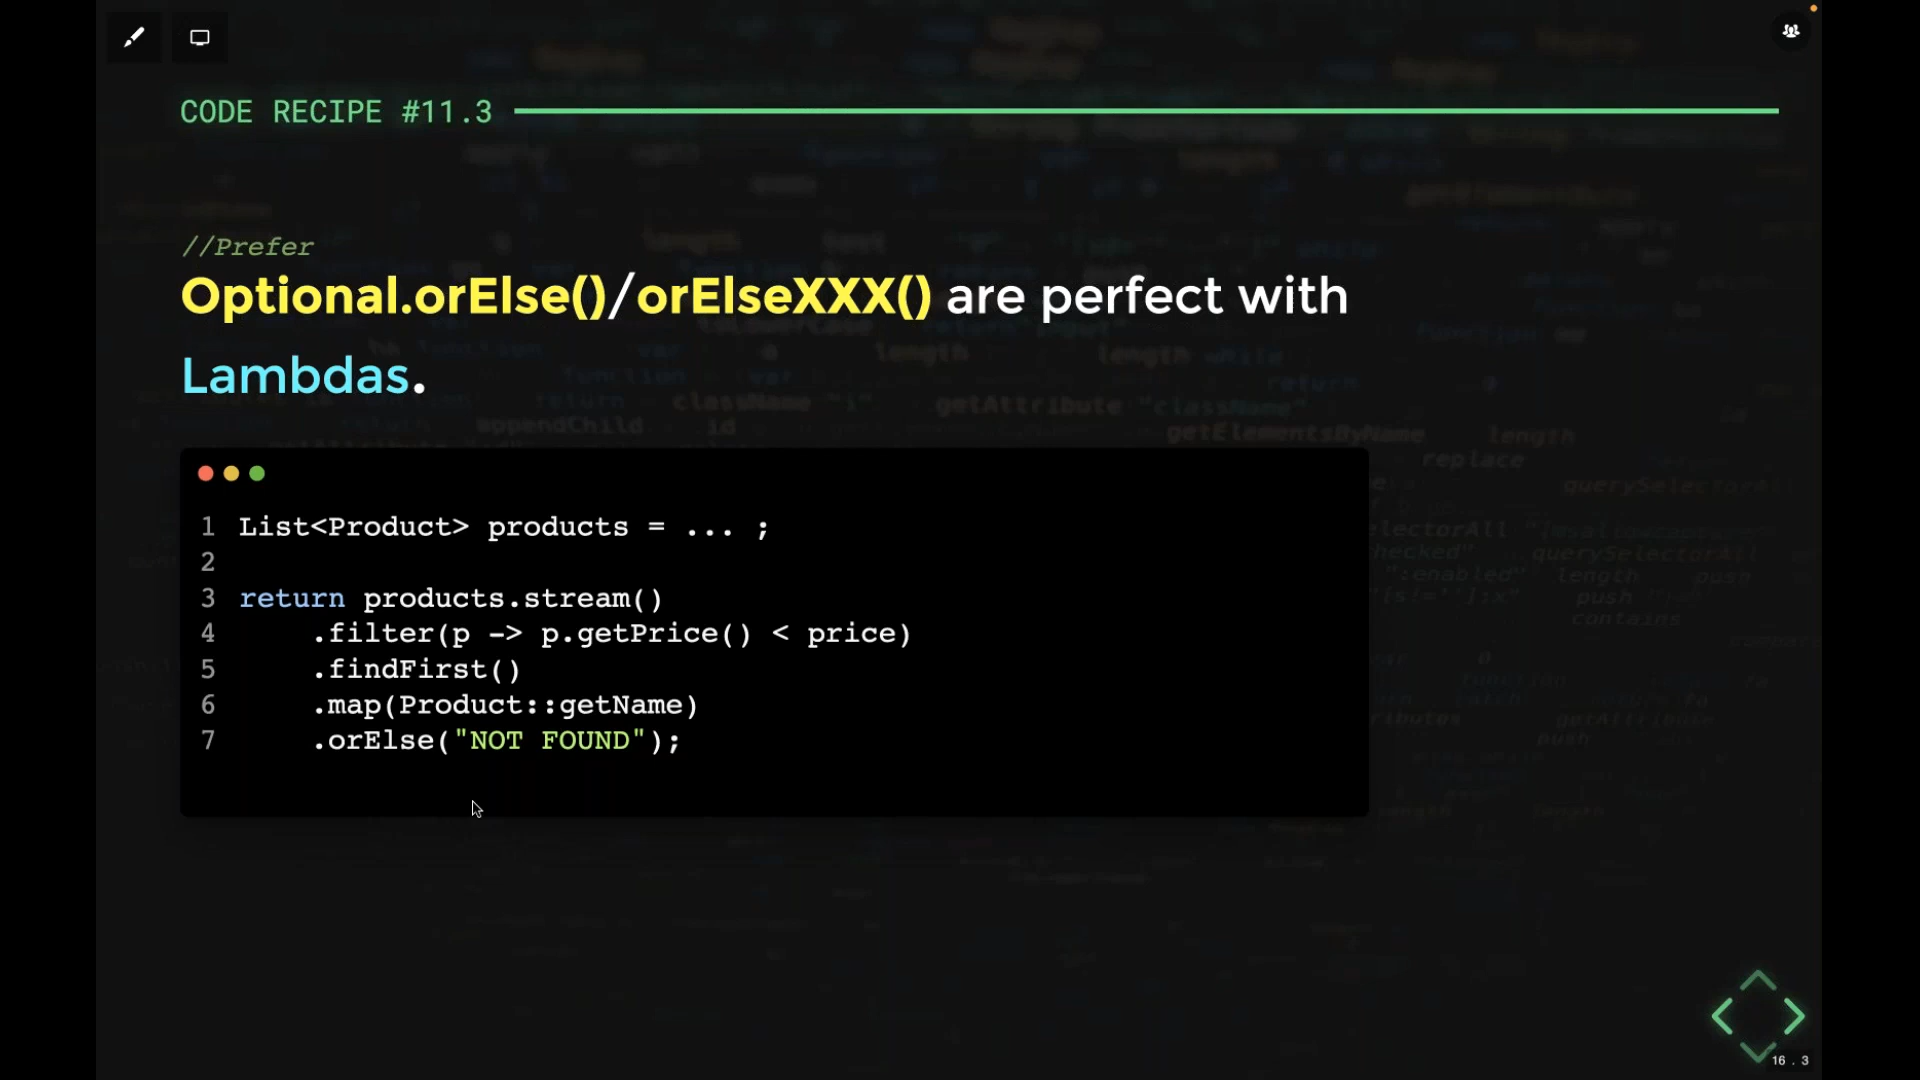 CODE RECIPE #11.3
//Prefer
Optional.orElse()/orElseXXX() are perfect with
Lambdas.
1 List<Product> products = ... ;
2
3 return products.stream()
4 .filter(p -> p.getPrice() < price)
5 .findFirst()
6 .map(Product::getName)
7 .orElse("NOT FOUND");
16 . 3